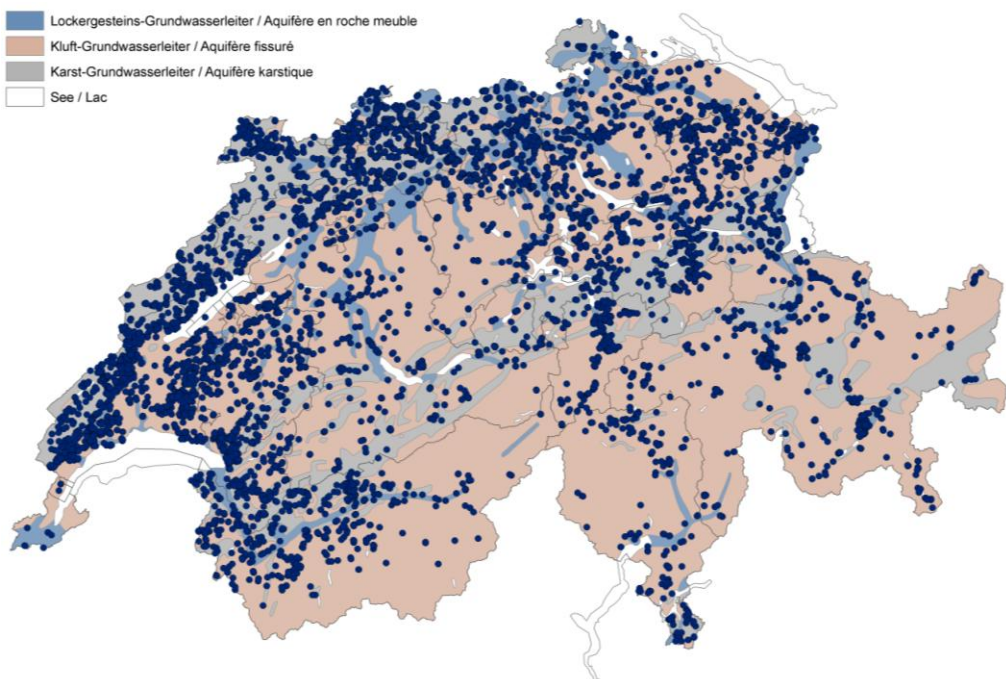 Lockergesteins-Grundwasserleiter / Aquifère en roche meuble
Kluft-Grundwasserleiter / Aquifère fissuré
Karst-Grundwasserleiter / Aquifère karstique
See / Lac